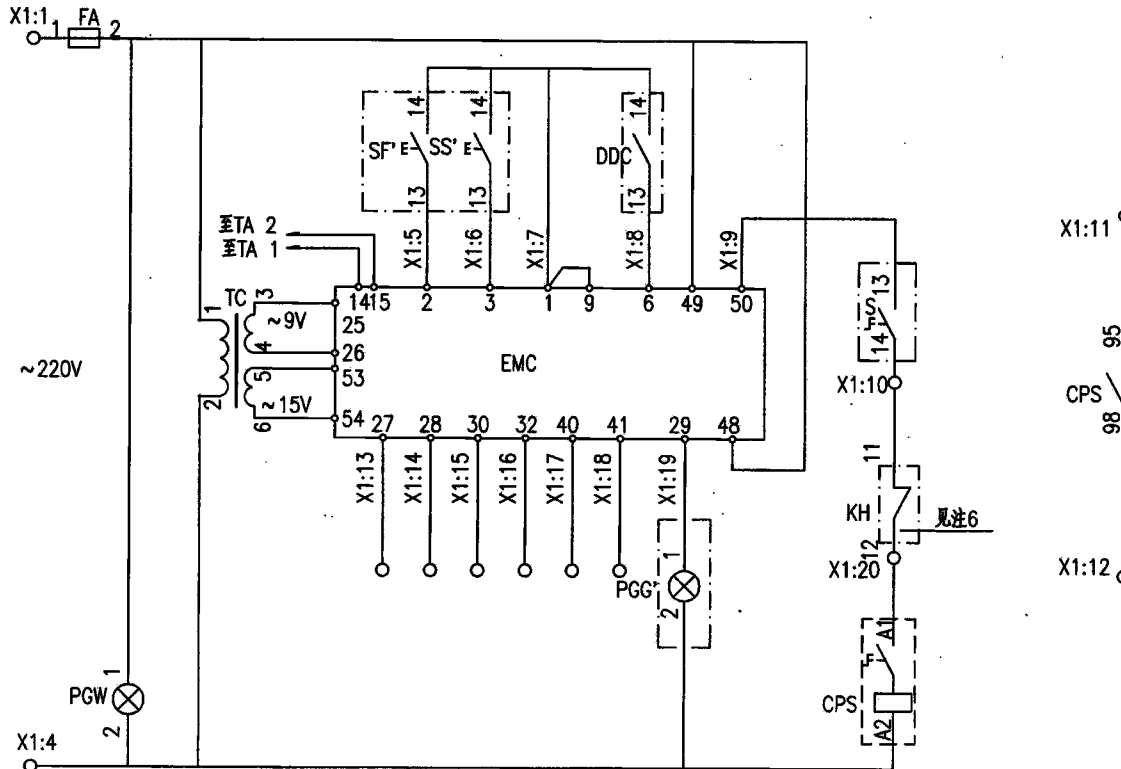 X1:1
1 FA 2
14 14 14
SF' E SS' E DDC
13 13 13
至TA 2
至TA 1
X1:5 X1:6 X1:7 X1:8 X1:9
X1:11
14 15 2 3 1 9 6 49 50
13
S
14
1 TC 3
~9V
25
4
26
5
53
2
~15V
6
54
EMC
~220V
X1:10
95
CPS
98
27 28 30 32 40 41 29 48
X1:13 X1:14 X1:15 X1:16 X1:17 X1:18 X1:19
11
KH
见注6
12
X1:20
X1:12
1
PGG'
2
A1
CPS
A2
1
PGW
2
X1:4